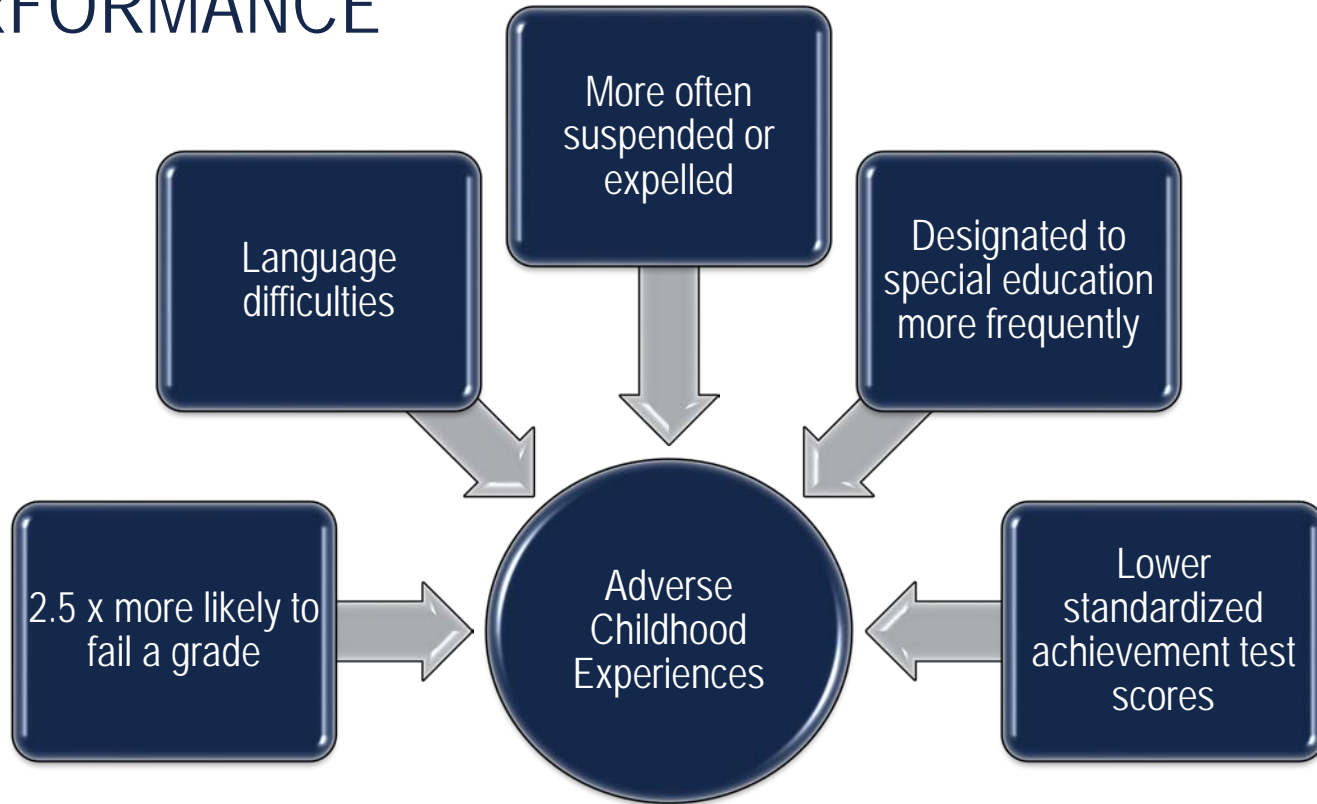 More often
suspended or
expelled
Language
difficulties
Designated to
special education
more frequently
2.5 x more likely to
fail a grade
Adverse
Childhood
Experiences
Lower
standardized
achievement test
scores